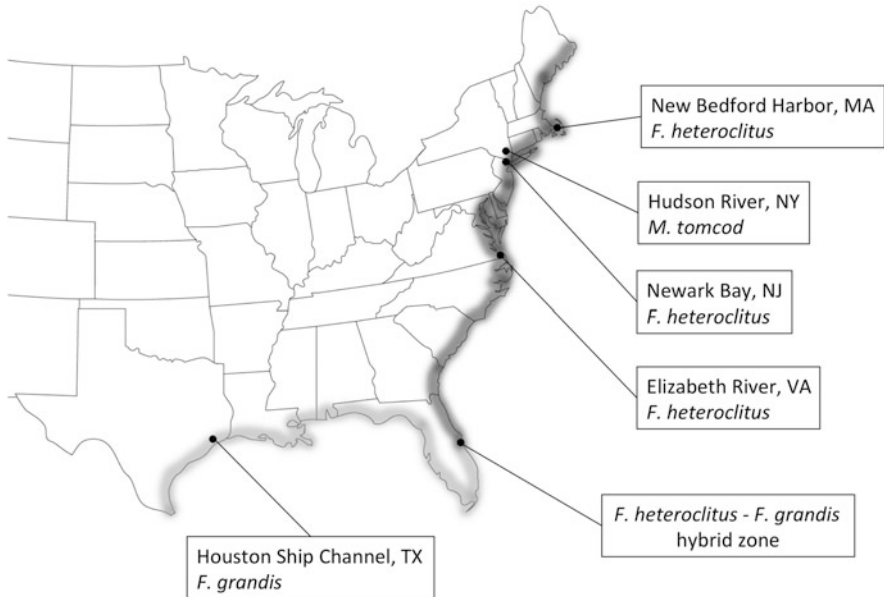 New Bedford Harbor, MA
F. heteroclitus
Hudson River, NY
M. tomcod
Newark Bay, NJ
F. heteroclitus
Elizabeth River, VA
F. heteroclitus
F. heteroclitus - F. grandis
hybrid zone
Houston Ship Channel, TX
F. grandis